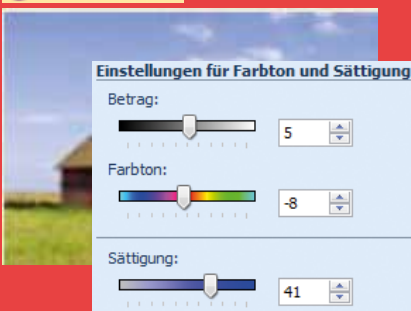 Einstellungen für Farbton und Sättigung
Betrag:
5
Farbton:
-8
Sättigung:
41